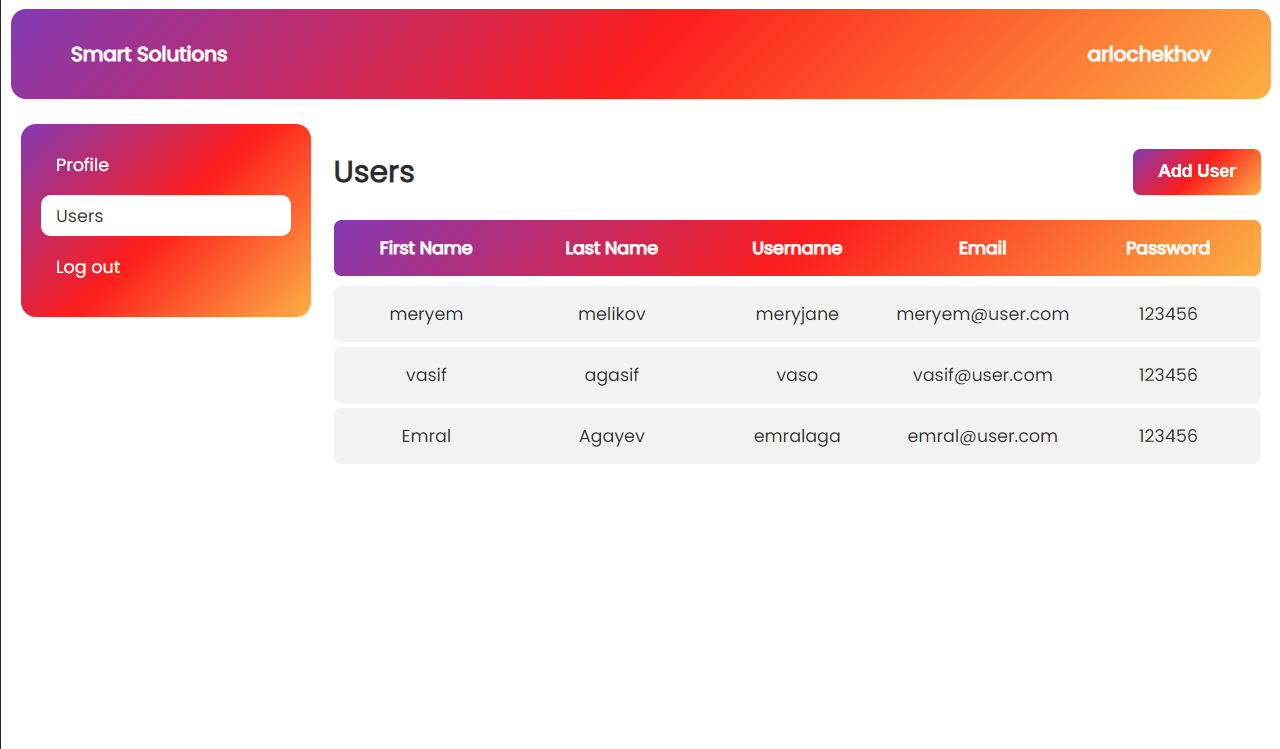 Smart Solutions arlochekhov
Profile
Users
Log out
Users Add User
First Name Last Name Username Email Password
meryem melikov meryjane meryem@user.com 123456
vasif agasif vaso vasif@user.com 123456
Emral Agayev emralaga emral@user.com 123456